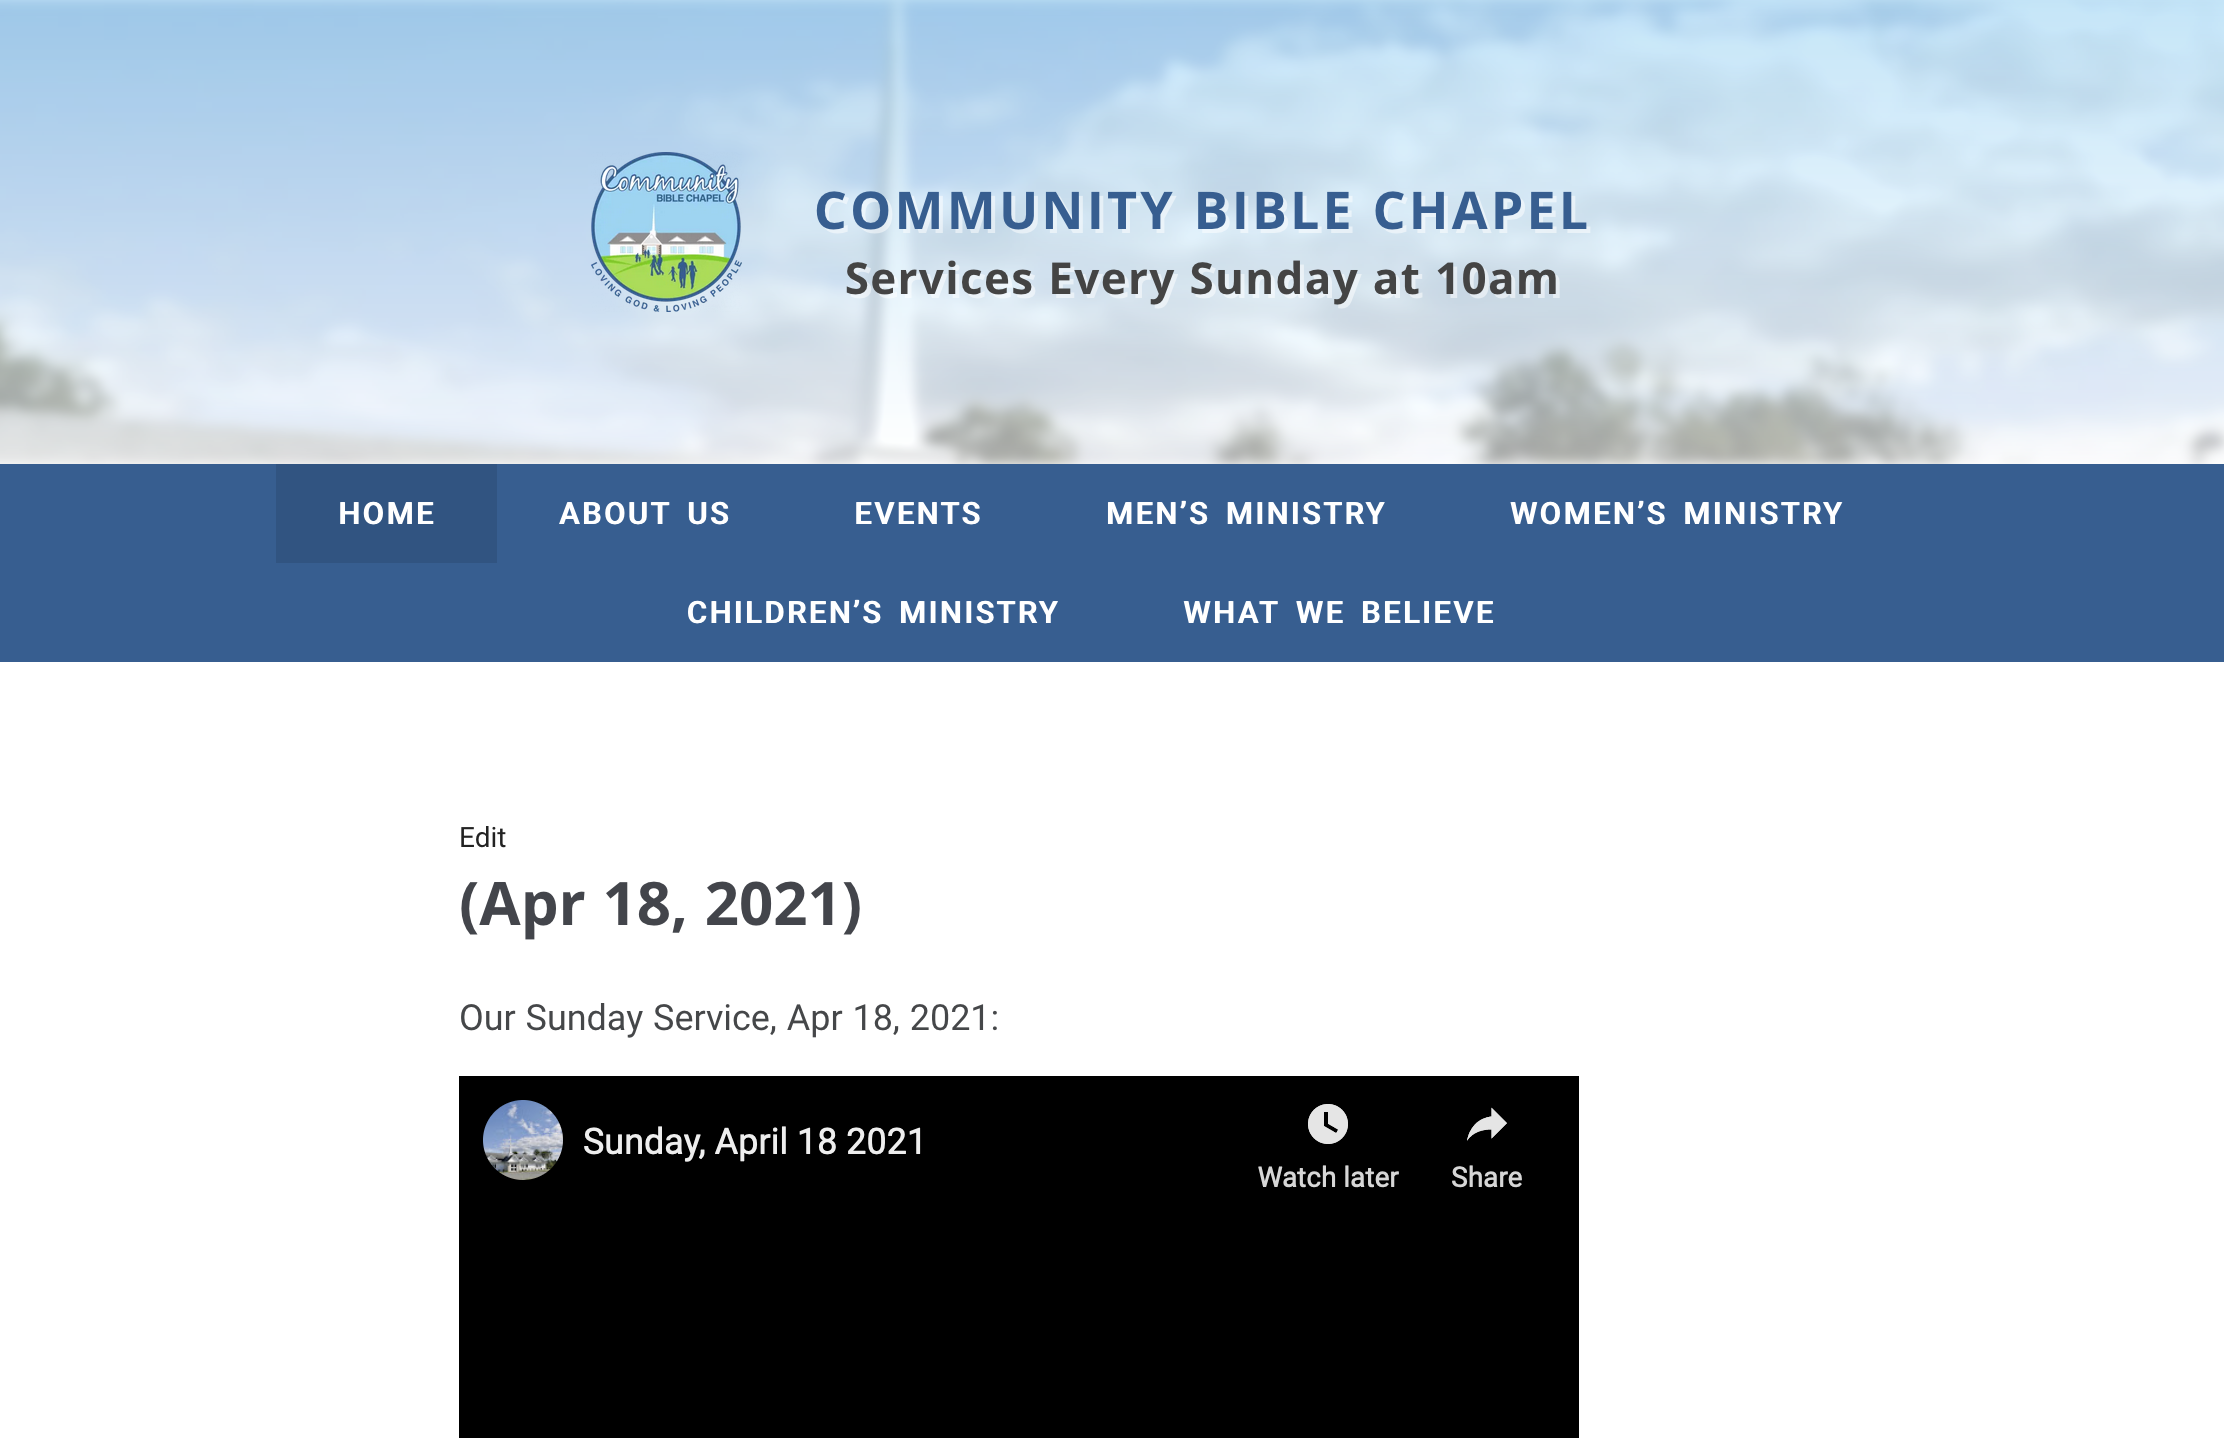 Community
BIBLE CHAPEL
LOVING GOD & LOVING PEOPLE
COMMUNITY BIBLE CHAPEL
Services Every Sunday at 10am
HOME ABOUT US EVENTS MEN’S MINISTRY WOMEN’S MINISTRY
CHILDREN’S MINISTRY WHAT WE BELIEVE
Edit
(Apr 18, 2021)
Our Sunday Service, Apr 18, 2021:
Sunday, April 18 2021
Watch later Share